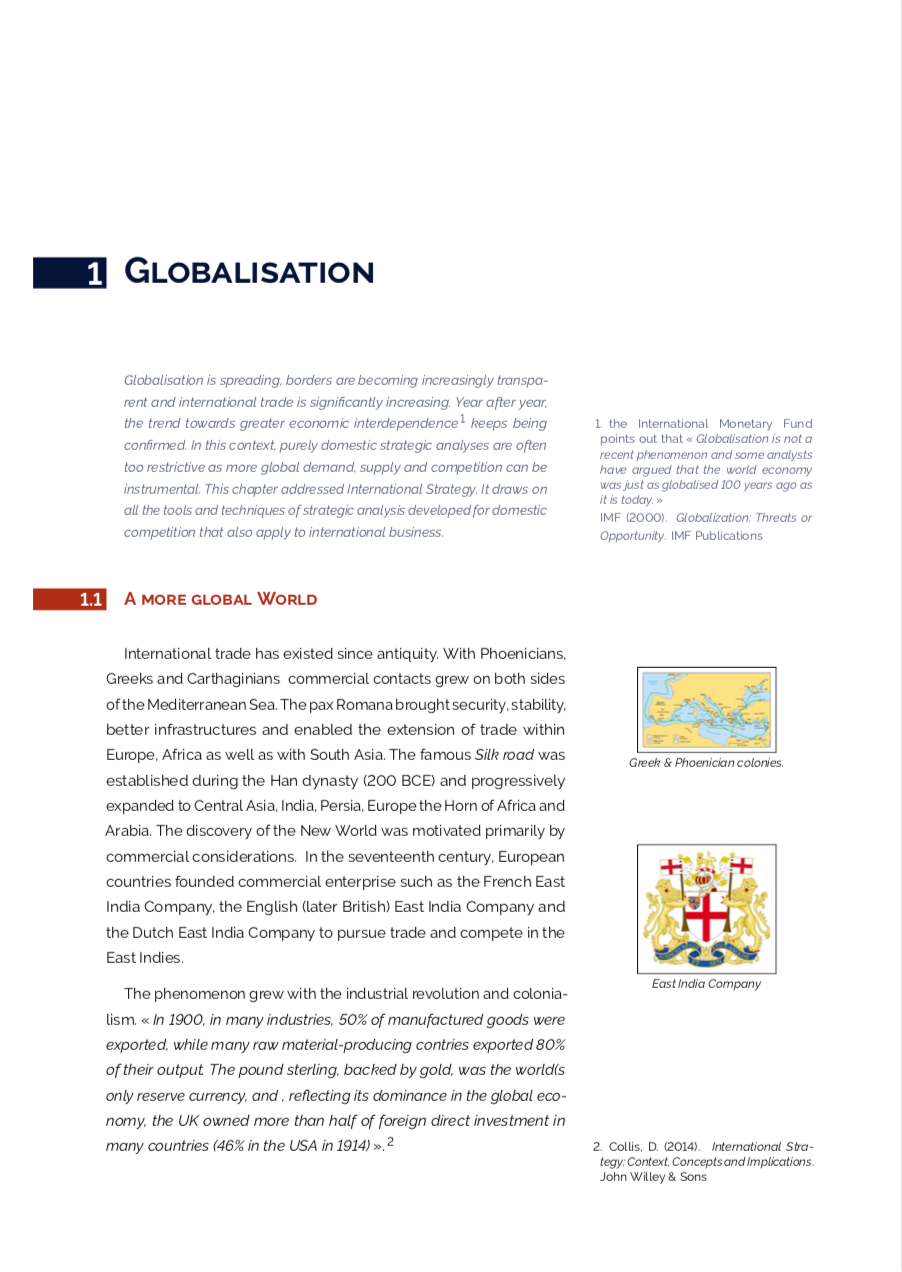 1 Globalisation
Globalisation is spreading, borders are becoming increasingly transpa-
rent and international trade is significantly increasing. Year after year,
the trend towards greater economic interdependence1 keeps being
confirmed. In this context, purely domestic strategic analyses are often
too restrictive as more global demand, supply and competition can be
instrumental. This chapter addressed International Strategy. It draws on
all the tools and techniques of strategic analysis developed for domestic
competition that also apply to international business.
1. the International Monetary Fund
points out that « Globalisation is not a
recent phenomenon and some analysts
have argued that the world economy
was just as globalised 100 years ago as
it is today. »
IMF (2000). Globalization: Threats or
Opportunity. IMF Publications
1.1 A more global World
International trade has existed since antiquity. With Phoenicians,
Greeks and Carthaginians commercial contacts grew on both sides
of the Mediterranean Sea. The pax Romana brought security, stability,
better infrastructures and enabled the extension of trade within
Europe, Africa as well as with South Asia. The famous Silk road was
established during the Han dynasty (200 BCE) and progressively
expanded to Central Asia, India, Persia, Europe the Horn of Africa and
Arabia. The discovery of the New World was motivated primarily by
commercial considerations. In the seventeenth century, European
countries founded commercial enterprise such as the French East
India Company, the English (later British) East India Company and
the Dutch East India Company to pursue trade and compete in the
East Indies.
Greek & Phoenician colonies.
East India Company
The phenomenon grew with the industrial revolution and colonia-
lism. « In 1900, in many industries, 50% of manufactured goods were
exported, while many raw material-producing contries exported 80%
of their output. The pound sterling, backed by gold, was the world(s
only reserve currency, and , reflecting its dominance in the global eco-
nomy, the UK owned more than half of foreign direct investment in
many countries (46% in the USA in 1914) ».2
2. Collis, D. (2014). International Stra-
tegy: Context, Concepts and Implications.
John Willey & Sons